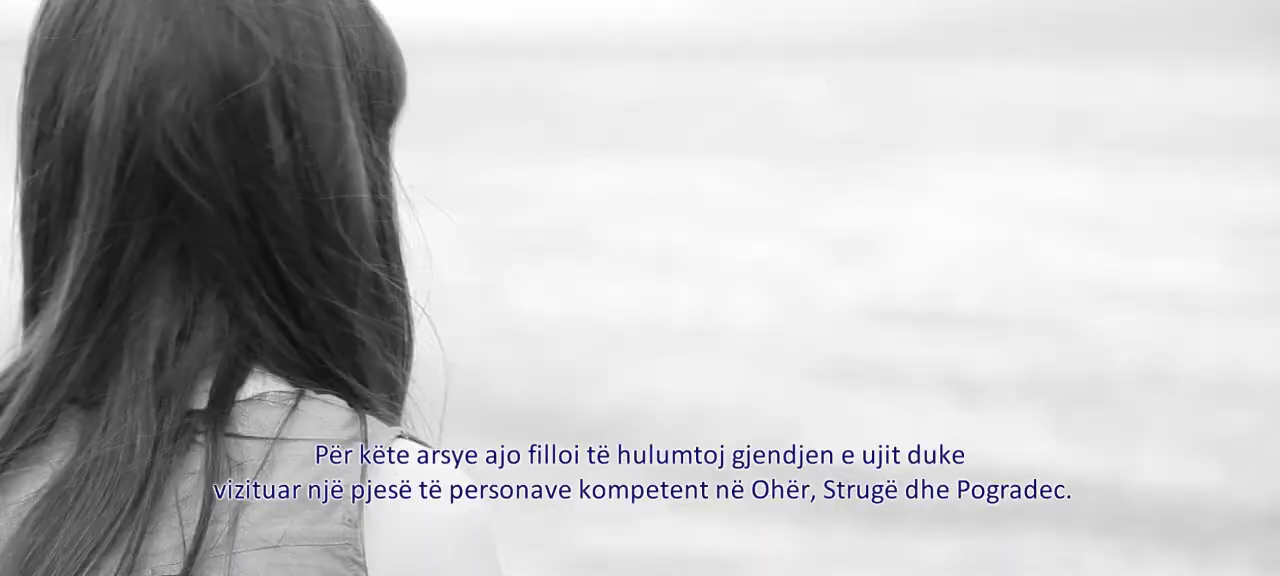 Për këte arsye ajo filloi të hulumtoj gjendjen e ujit duke
vizituar një pjesë të personave kompetent në Ohër, Strugë dhe Pogradec.